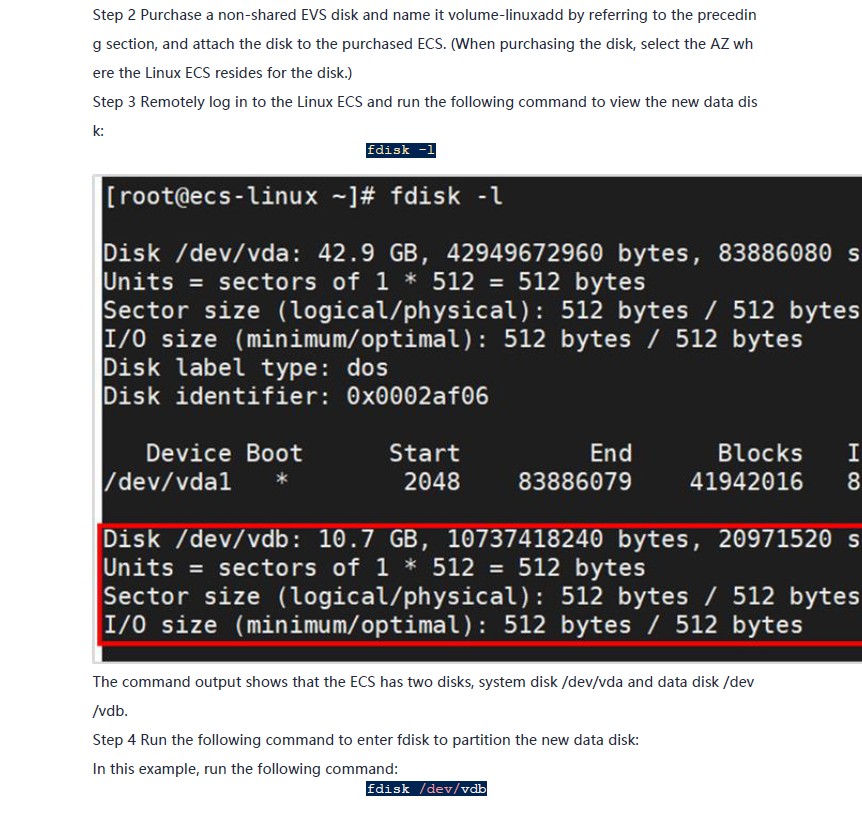 Step 2 Purchase a non-shared EVS disk and name it volume-linuxadd by referring to the precedin
g section, and attach the disk to the purchased ECS. (When purchasing the disk, select the AZ wh
ere the Linux ECS resides for the disk.)
Step 3 Remotely log in to the Linux ECS and run the following command to view the new data dis
k:
fdisk -l
[root@ecs-linux ~]# fdisk -l
Disk /dev/vda: 42.9 GB, 42949672960 bytes, 83886080 s
Units = sectors of 1 * 512 = 512 bytes
Sector size (logical/physical): 512 bytes / 512 bytes
I/O size (minimum/optimal): 512 bytes / 512 bytes
Disk label type: dos
Disk identifier: 0x0002af06
Device Boot Start End Blocks I
/dev/vda1 * 2048 83886079 41942016 8
Disk /dev/vdb: 10.7 GB, 10737418240 bytes, 20971520 s
Units = sectors of 1 * 512 = 512 bytes
Sector size (logical/physical): 512 bytes / 512 bytes
I/O size (minimum/optimal): 512 bytes / 512 bytes
The command output shows that the ECS has two disks, system disk /dev/vda and data disk /dev
/vdb.
Step 4 Run the following command to enter fdisk to partition the new data disk:
In this example, run the following command:
fdisk /dev/vdb